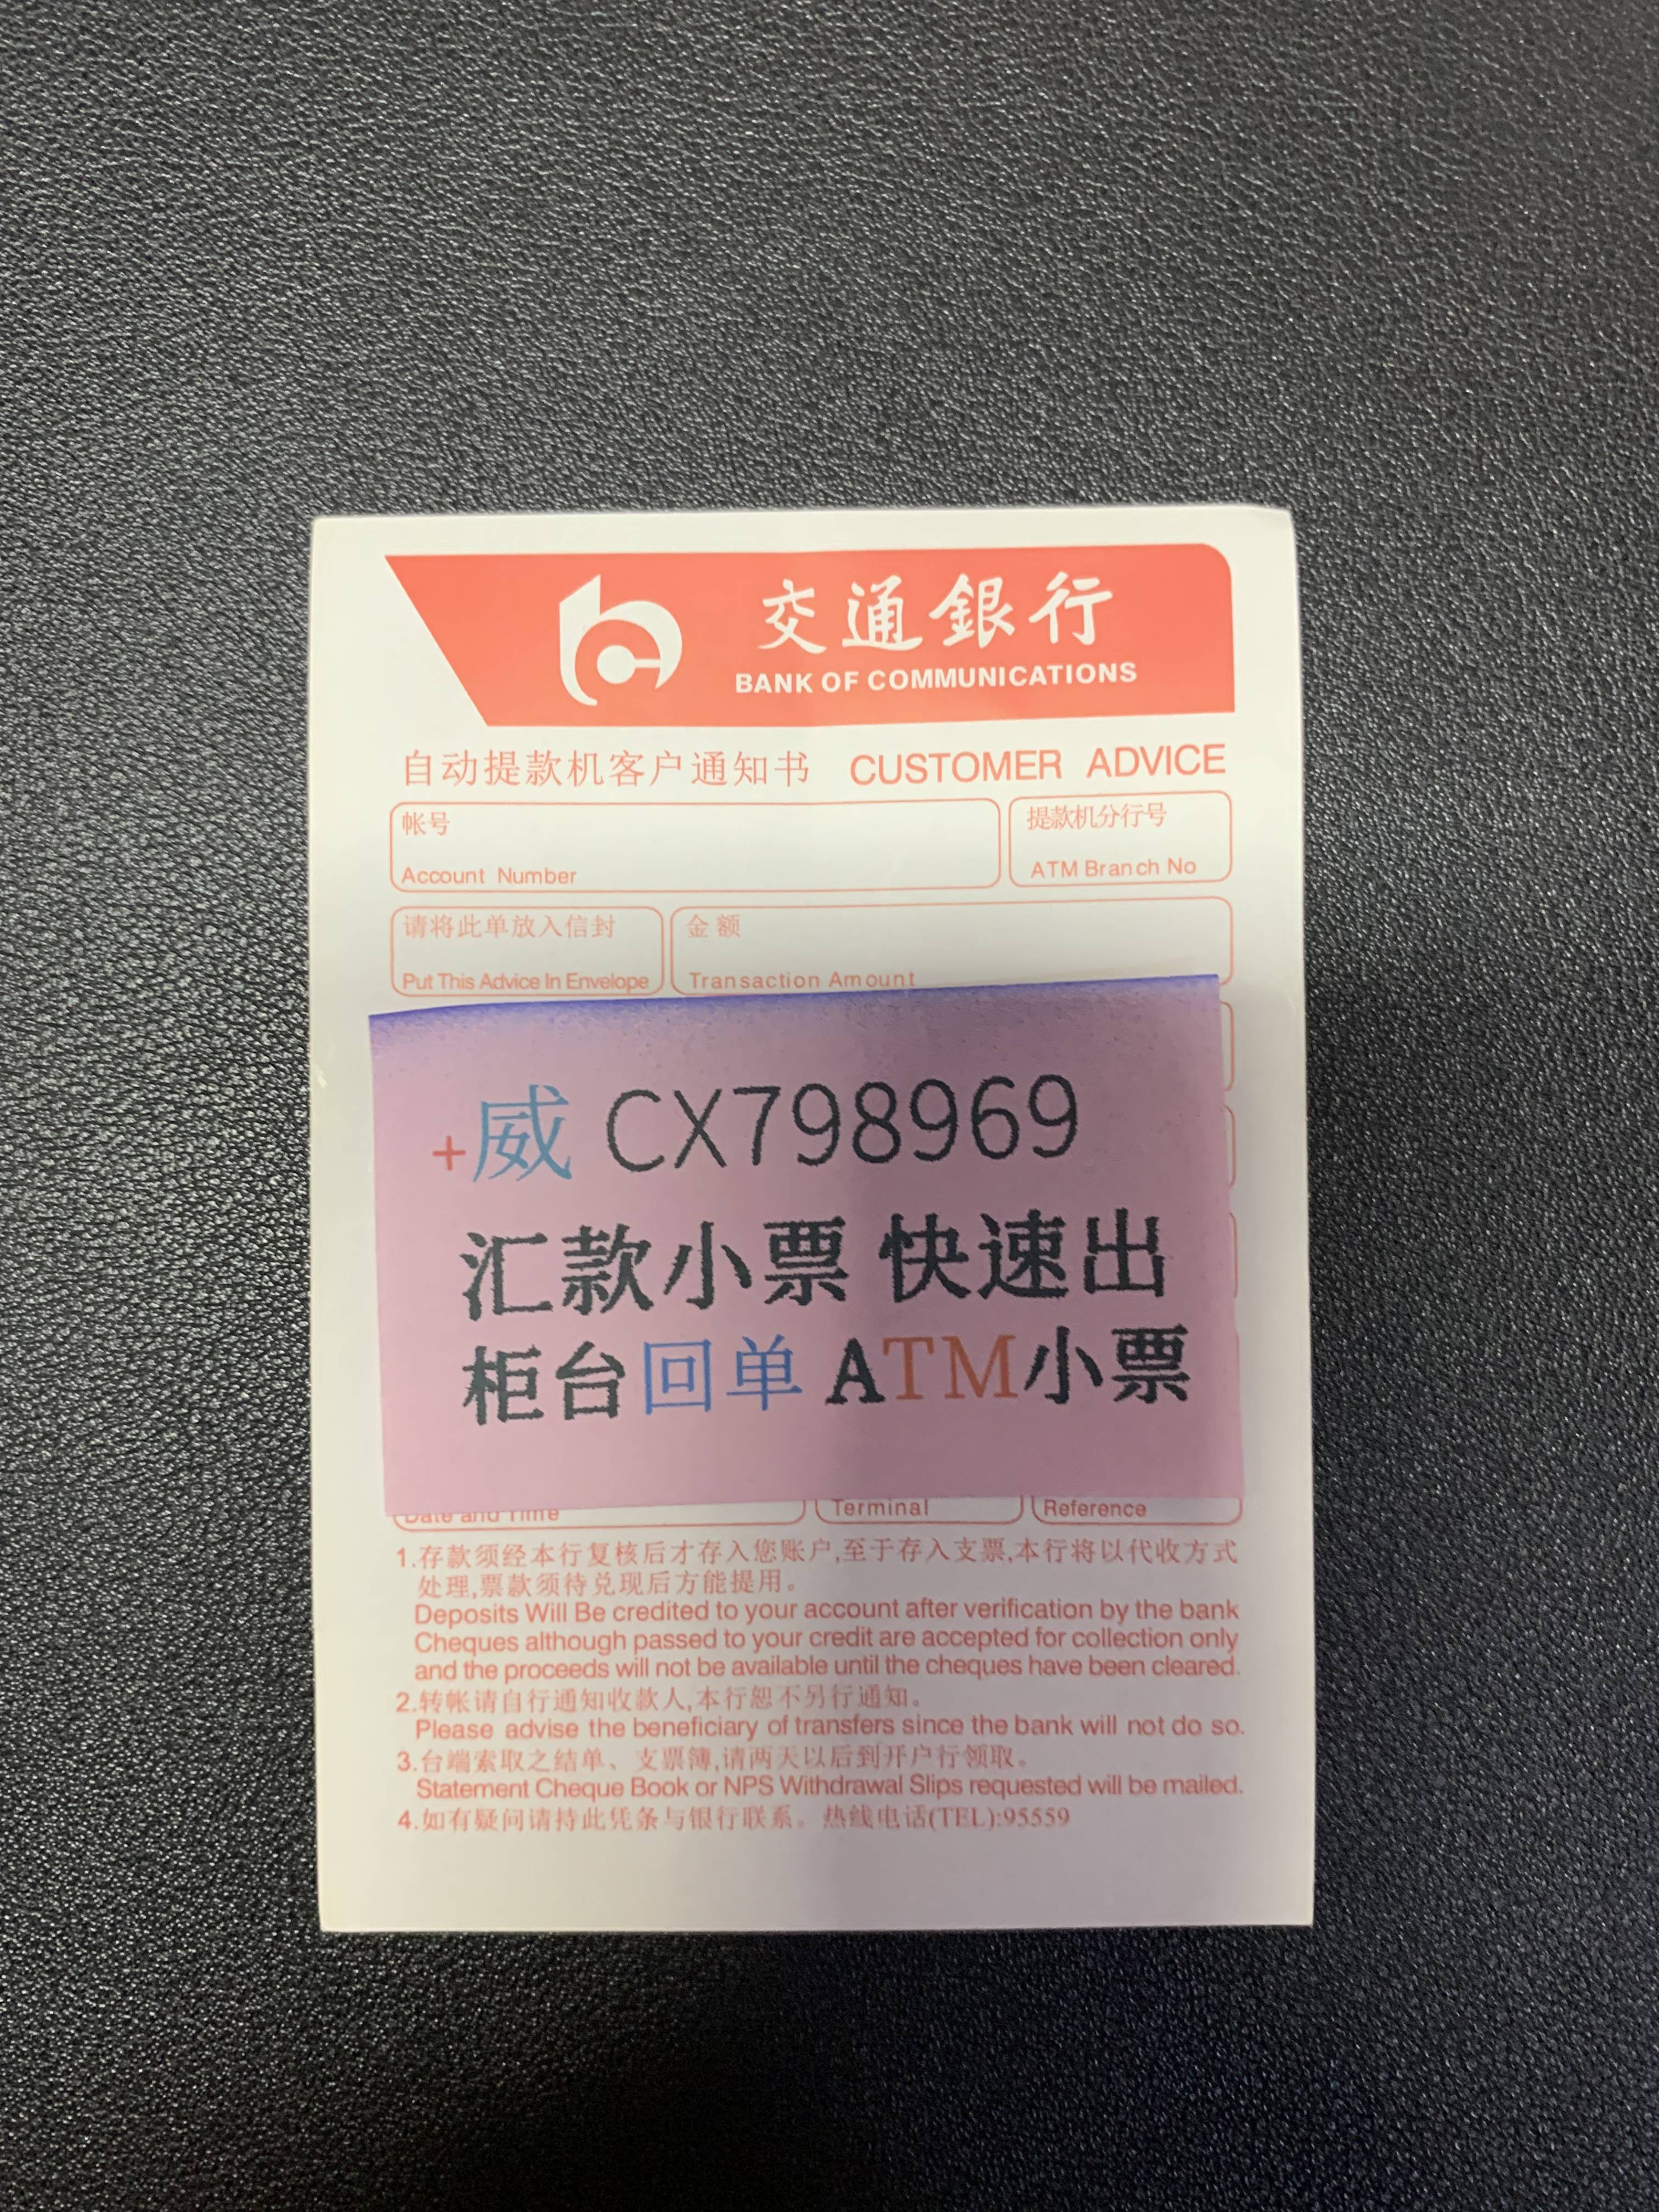 交通銀行
BANK OF COMMUNICATIONS
自动提款机客户通知书 CUSTOMER ADVICE
帐号
Account Number
提款机分行号
ATM Branch No
请将此单放入信封
Put This Advice In Envelope
金额
Transaction Amount
+威 CX798969
汇款小票 快速出
柜台回单 ATM小票
Date and Time
Terminal
Reference
1.存款须经本行复核后才存入您账户,至于存入支票,本行将以代收方式
处理,票款须待兑现后方能提用。
Deposits Will Be credited to your account after verification by the bank
Cheques although passed to your credit are accepted for collection only
and the proceeds will not be available until the cheques have been cleared.
2.转帐请自行通知收款人,本行恕不另行通知。
Please advise the beneficiary of transfers since the bank will not do so.
3.台端索取之结单、支票簿,请两天以后到开户行领取。
Statement Cheque Book or NPS Withdrawal Slips requested will be mailed.
4.如有疑问请持此凭条与银行联系。热线电话(TEL):95559